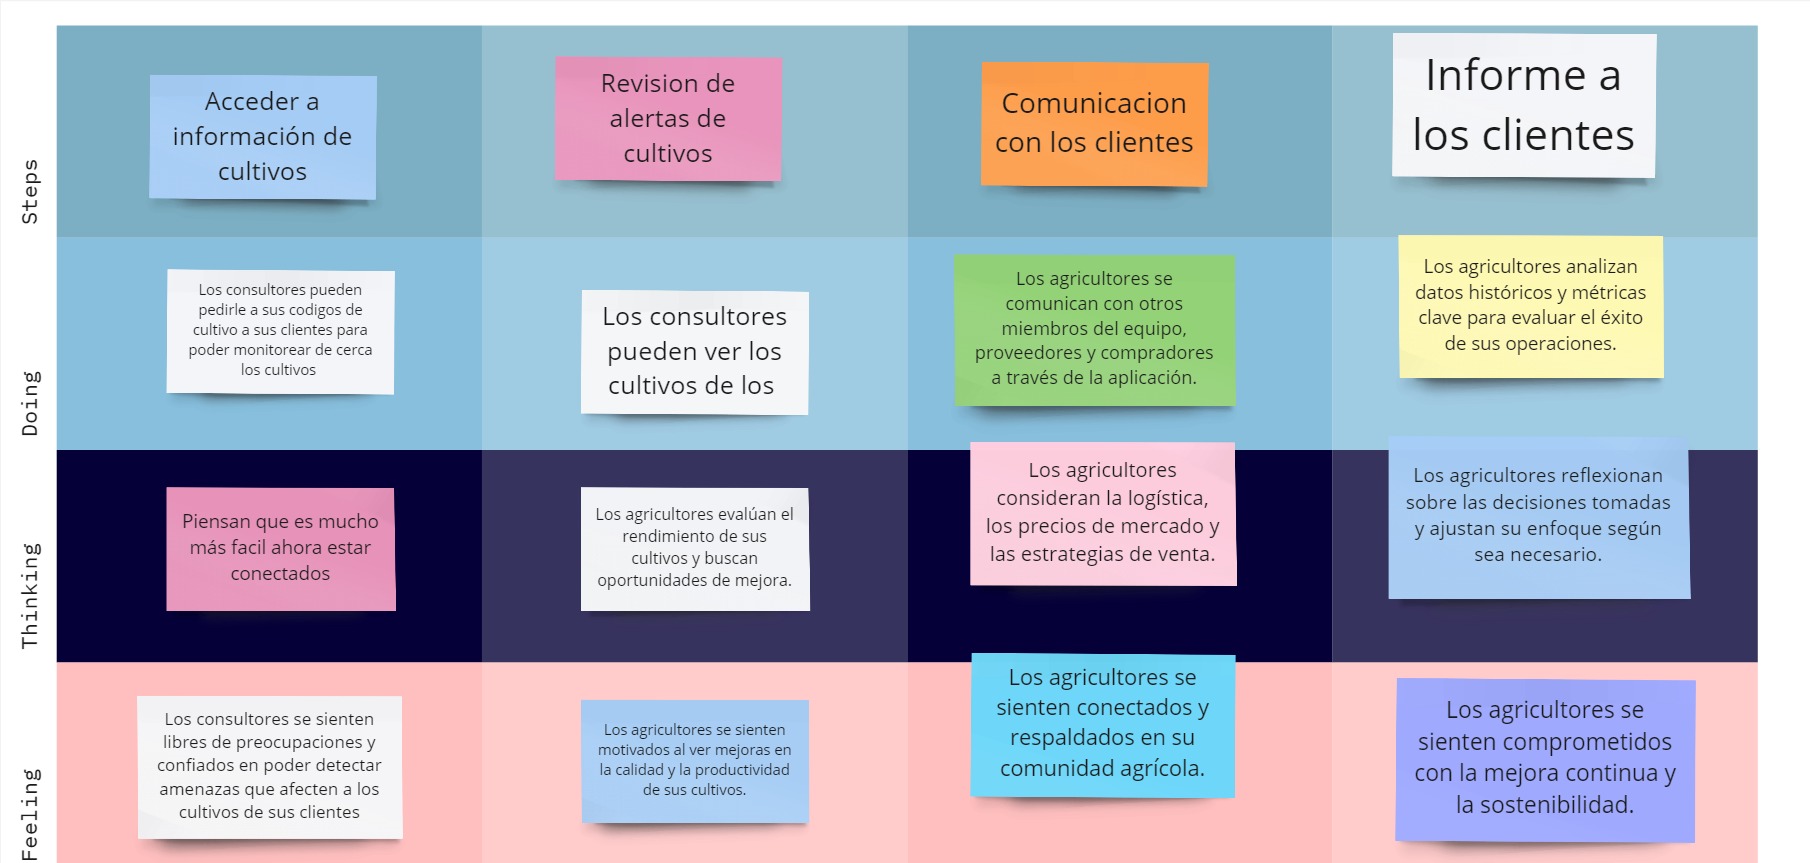 Steps
Acceder a
información de
cultivos
Revision de
alertas de
cultivos
Comunicacion
con los clientes
Informe a
los clientes
Doing
Los consultores pueden
pedirle a sus codigos de
cultivo a sus clientes para
poder monitorear de cerca
los cultivos
Los consultores
pueden ver los
cultivos de los
Los agricultores se
comunican con otros
miembros del equipo,
proveedores y compradores
a través de la aplicación.
Los agricultores analizan
datos históricos y métricas
clave para evaluar el éxito
de sus operaciones.
Thinking
Piensan que es mucho
más facil ahora estar
conectados
Los agricultores evalúan el
rendimiento de sus
cultivos y buscan
oportunidades de mejora.
Los agricultores
consideran la logística,
los precios de mercado y
las estrategias de venta.
Los agricultores reflexionan
sobre las decisiones tomadas
y ajustan su enfoque según
sea necesario.
Feeling
Los consultores se sienten
libres de preocupaciones y
confiados en poder detectar
amenazas que afecten a los
cultivos de sus clientes
Los agricultores se sienten
motivados al ver mejoras en
la calidad y la productividad
de sus cultivos.
Los agricultores se
sienten conectados y
respaldados en su
comunidad agrícola.
Los agricultores se
sienten comprometidos
con la mejora continua y
la sostenibilidad.